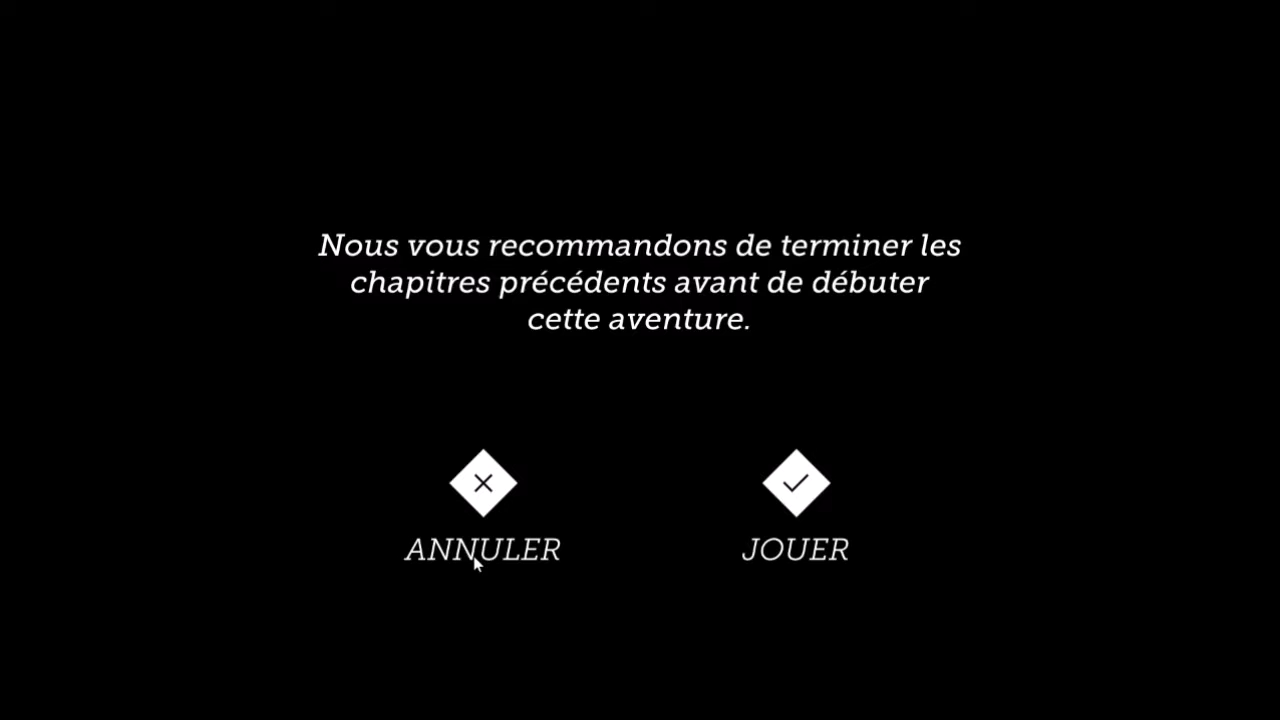 Nous vous recommandons de terminer les
chapitres précédents avant de débuter
cette aventure.
ANNULER
JOUER